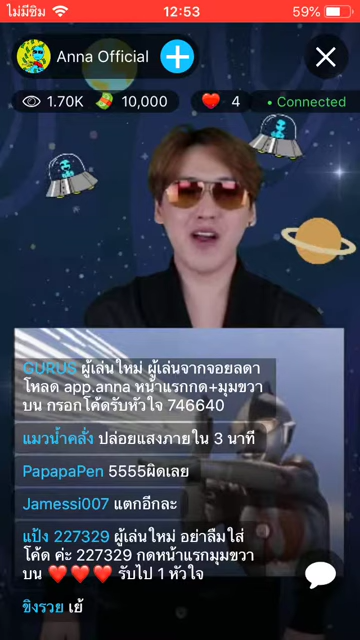 ไม่มีซิม 12:53 59%
Anna Official
1.70K 10,000 4 • Connected
GURUS ผู้เล่นใหม่ ผู้เล่นจากจอยลดา
โหลด app.anna หน้าแรกกด+มุมขวา
บน กรอกโค้ดรับหัวใจ 746640
แมวน้ำคลั่ง ปล่อยแสงภายใน 3 นาที
PapapaPen 5555ผิดเลย
Jamessi007 แตกอีกละ
แป้ง 227329 ผู้เล่นใหม่ อย่าลืมใส่
โค้ด ค่ะ 227329 กดหน้าแรกมุมขวา
บน ❤️❤️❤️ รับไป 1 หัวใจ
ขิงรวย เย้